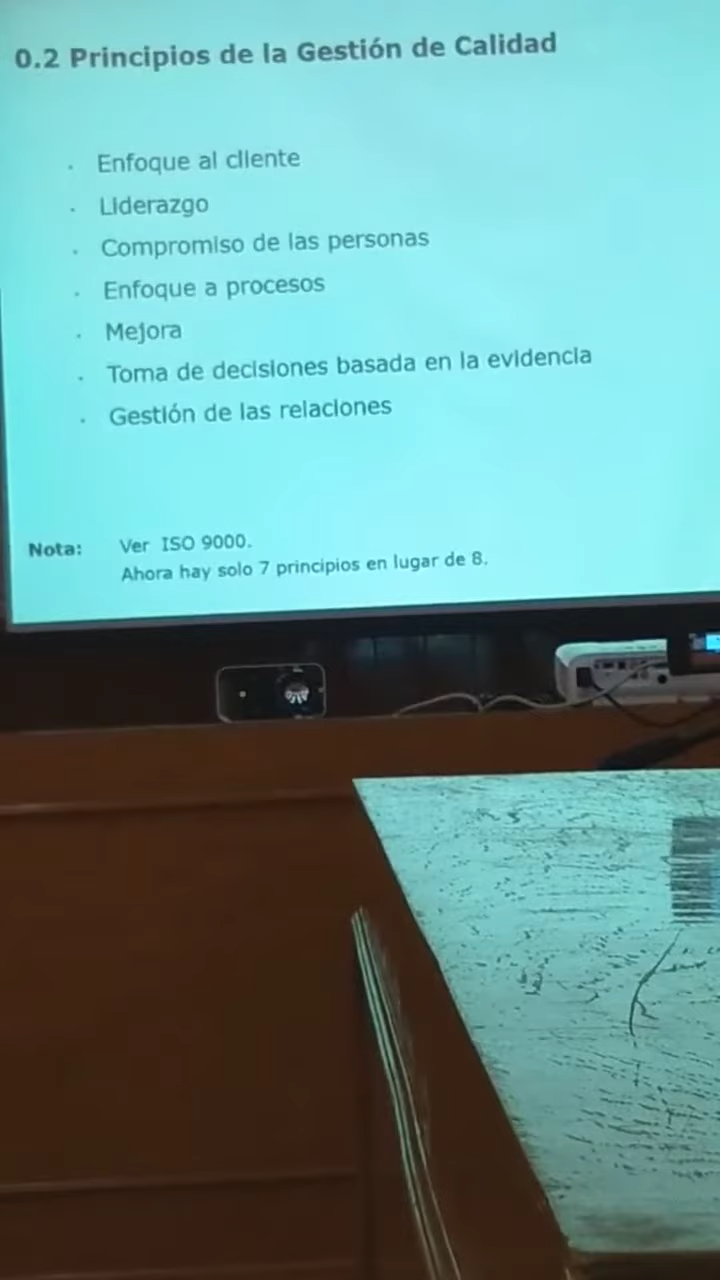 0.2 Principios de la Gestión de Calidad
· Enfoque al cliente
· Liderazgo
· Compromiso de las personas
· Enfoque a procesos
· Mejora
· Toma de decisiones basada en la evidencia
· Gestión de las relaciones
Nota: Ver ISO 9000.
Ahora hay solo 7 principios en lugar de 8.